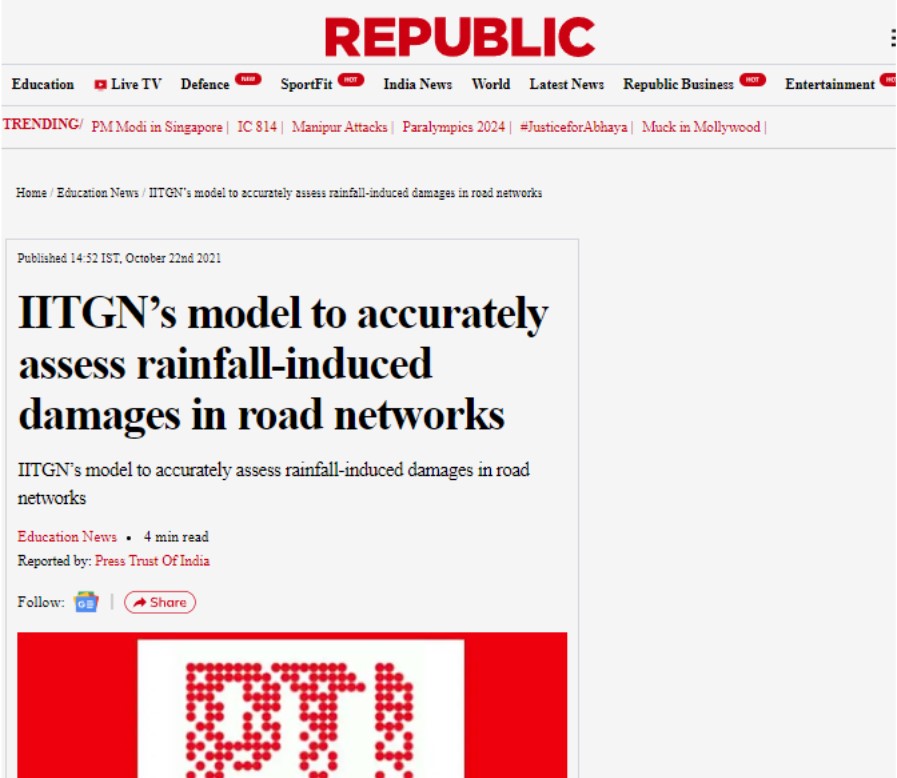 REPUBLIC
Education Live TV Defence NEW SportFit HOT India News World Latest News Republic Business HOT Entertainment
TRENDING/ PM Modi in Singapore | IC 814 | Manipur Attacks | Paralympics 2024 | #JusticeforAbhaya | Muck in Mollywood |
Home / Education News / IITGN's model to accurately assess rainfall-induced damages in road networks
Published 14:52 IST, October 22nd 2021
IITGN’s model to accurately
assess rainfall-induced
damages in road networks
IITGN’s model to accurately assess rainfall-induced damages in road
networks
Education News • 4 min read
Reported by: Press Trust Of India
Follow: | Share
PTI